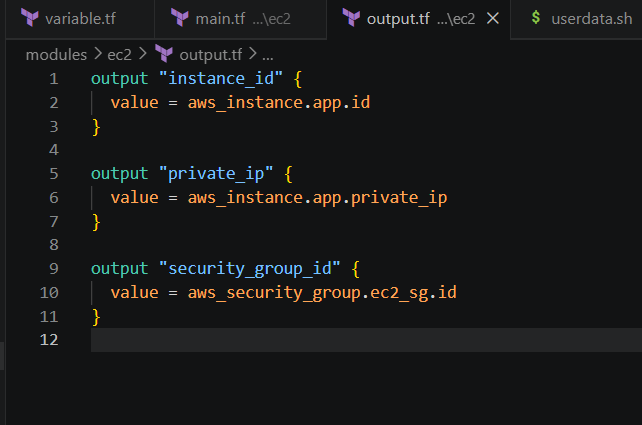 variable.tf
main.tf ...\ec2
output.tf ...\ec2
$ userdata.sh
modules > ec2 > output.tf > ...
1 output "instance_id" {
2 value = aws_instance.app.id
3 }
4
5 output "private_ip" {
6 value = aws_instance.app.private_ip
7 }
8
9 output "security_group_id" {
10 value = aws_security_group.ec2_sg.id
11 }
12